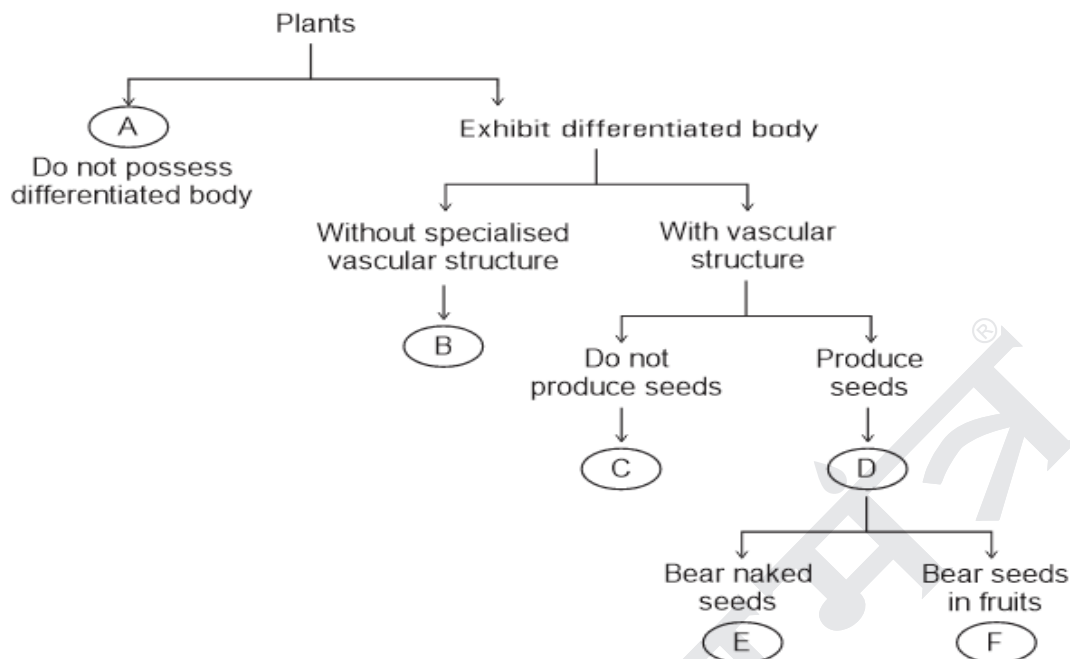 Plants
A
Do not possess
differentiated body
Exhibit differentiated body
Without specialised
vascular structure
With vascular
structure
B
Do not
produce seeds
Produce
seeds
C
D
Bear naked
seeds
Bear seeds
in fruits
E
F
®